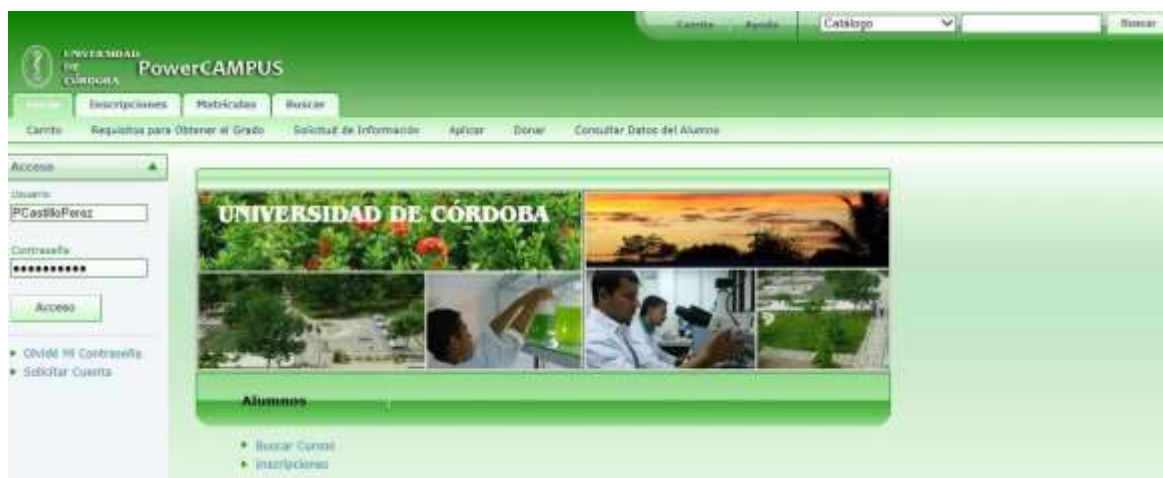 Carrito Ayuda Catálogo Buscar
UNIVERSIDAD
DE
CÓRDOBA
PowerCAMPUS
Inicio Inscripciones Matrículas Buscar
Carrito Requisitos para Obtener el Grado Solicitud de Información Aplicar Donar Consultar Datos del Alumno
Acceso
Usuario
PCastilloPerez
Contraseña
••••••••••
Acceso
Olvidé Mi Contraseña
Solicitar Cuenta
UNIVERSIDAD DE CÓRDOBA
Alumnos
Buscar Cursos
Inscripciones